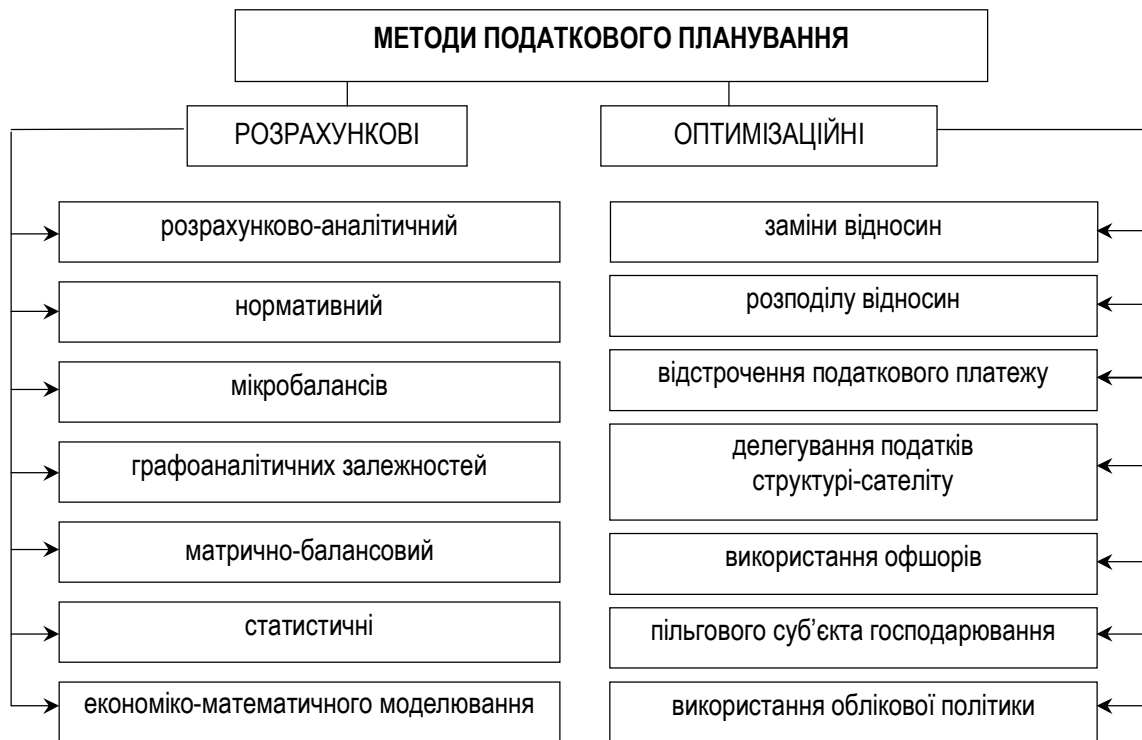 МЕТОДИ ПОДАТКОВОГО ПЛАНУВАННЯ
РОЗРАХУНКОВІ
ОПТИМІЗАЦІЙНІ
розрахунково-аналітичний
нормативний
мікробалансів
графоаналітичних залежностей
матрично-балансовий
статистичні
економіко-математичного моделювання
заміни відносин
розподілу відносин
відстрочення податкового платежу
делегування податків
структурі-сателіту
використання офшорів
пільгового суб’єкта господарювання
використання облікової політики